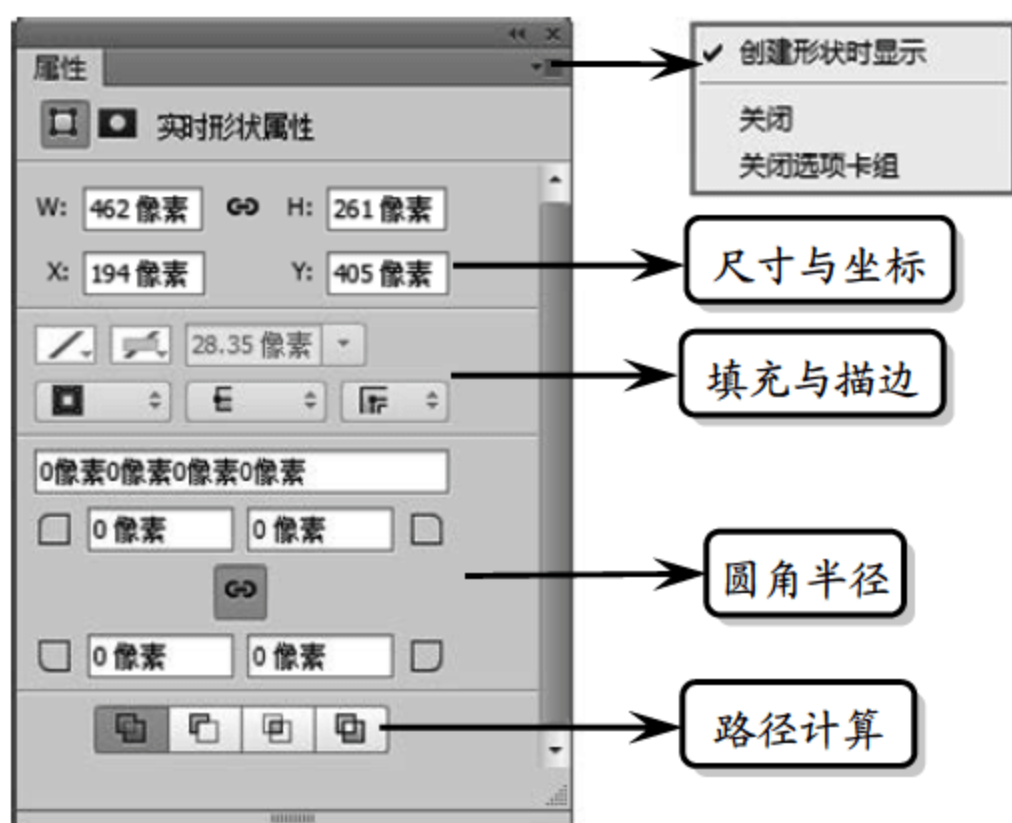 属性
实时形状属性
W: 462 像素 H: 261 像素
X: 194 像素 Y: 405 像素
28.35 像素
0像素0像素0像素0像素
0 像素 0 像素
0 像素 0 像素
创建形状时显示
关闭
关闭选项卡组
尺寸与坐标
填充与描边
圆角半径
路径计算